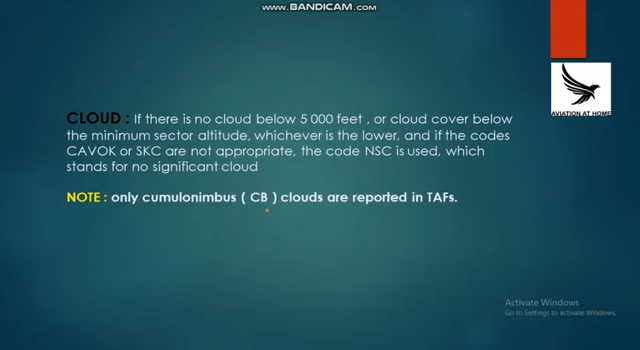 www.BANDICAM.com
AVIATION AT HOME
CLOUD : If there is no cloud below 5 000 feet , or cloud cover below
the minimum sector altitude, whichever is the lower, and if the codes
CAVOK or SKC are not appropriate, the code NSC is used, which
stands for no significant cloud
NOTE : only cumulonimbus ( CB ) clouds are reported in TAFs.
Activate Windows
Go to Settings to activate Windows.